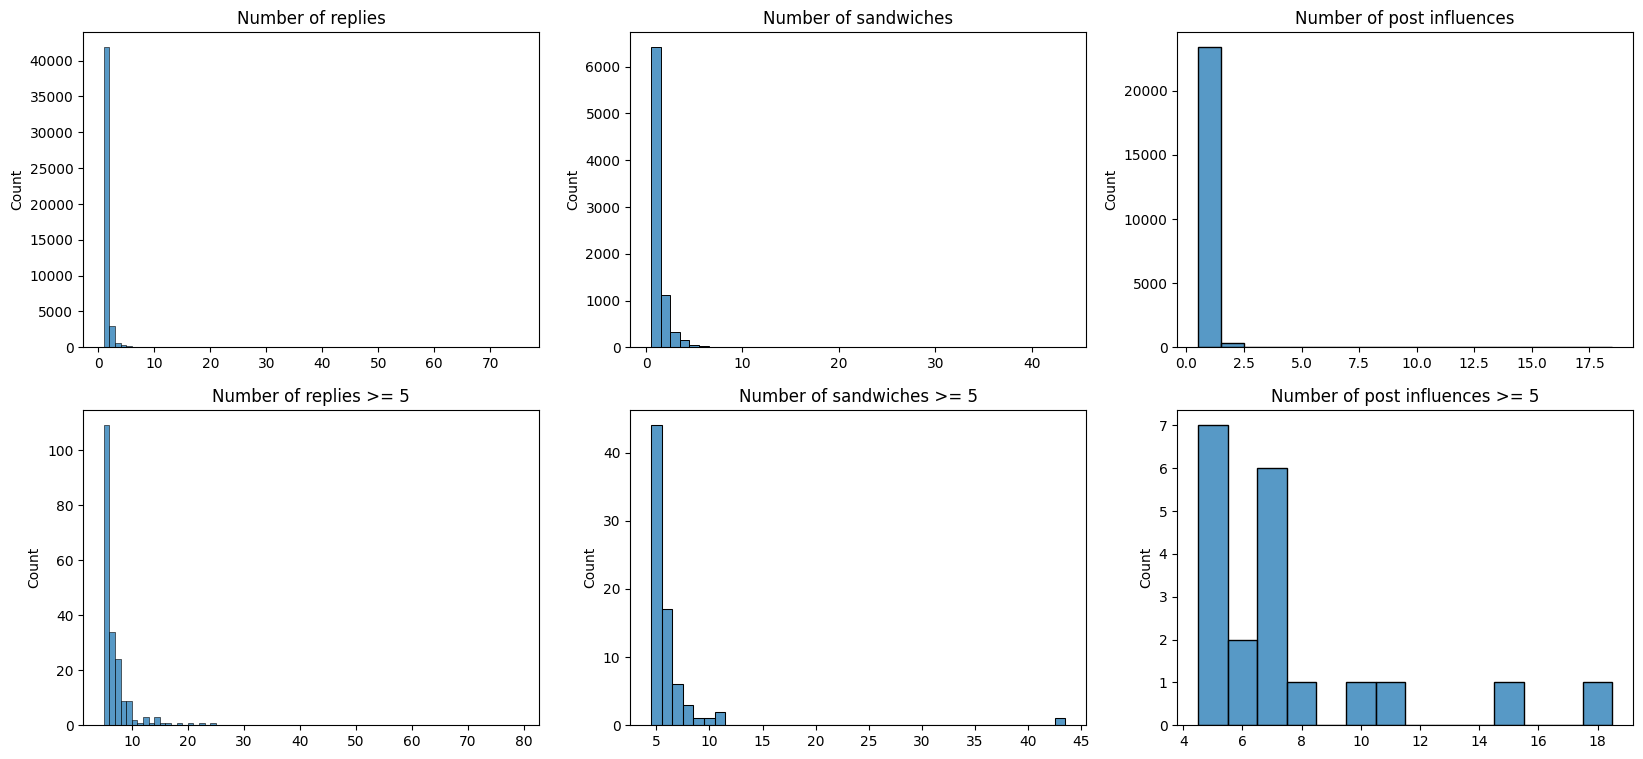 Number of replies
Count
40000
35000
30000
25000
20000
15000
10000
5000
0
0 10 20 30 40 50 60 70
Number of sandwiches
Count
6000
5000
4000
3000
2000
1000
0
0 10 20 30 40
Number of post influences
Count
20000
15000
10000
5000
0
0.0 2.5 5.0 7.5 10.0 12.5 15.0 17.5
Number of replies >= 5
Count
100
80
60
40
20
0
10 20 30 40 50 60 70 80
Number of sandwiches >= 5
Count
40
30
20
10
0
5 10 15 20 25 30 35 40 45
Number of post influences >= 5
Count
7
6
5
4
3
2
1
0
4 6 8 10 12 14 16 18